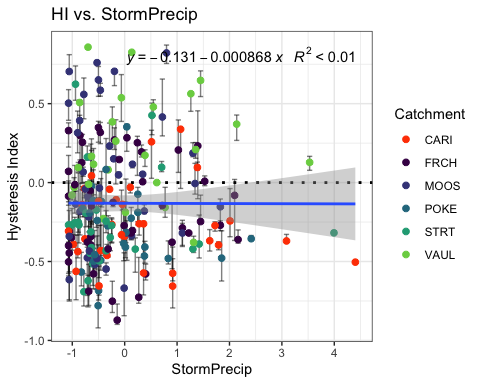 HI vs. StormPrecip
y = −0.131 − 0.000868 x  R² < 0.01
0.5
0.0
-0.5
-1.0
Hysteresis Index
-1 0 1 2 3 4
StormPrecip
Catchment
CARI
FRCH
MOOS
POKE
STRT
VAUL